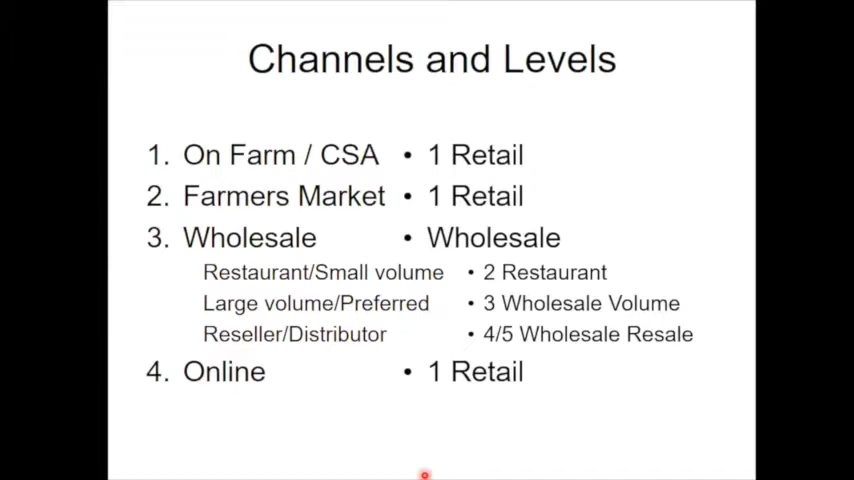 Channels and Levels
1. On Farm / CSA • 1 Retail
2. Farmers Market • 1 Retail
3. Wholesale • Wholesale
Restaurant/Small volume • 2 Restaurant
Large volume/Preferred • 3 Wholesale Volume
Reseller/Distributor • 4/5 Wholesale Resale
4. Online • 1 Retail